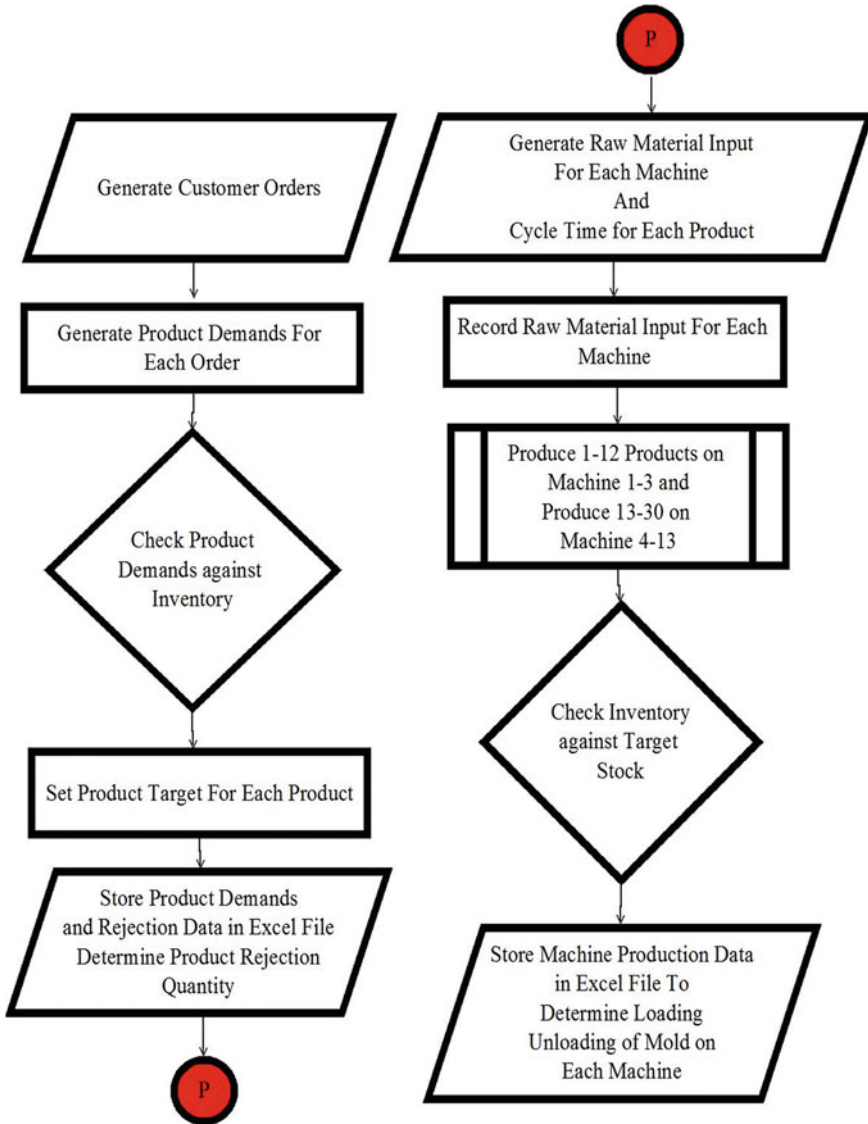 Generate Customer Orders
Generate Product Demands For
Each Order
Check Product
Demands against
Inventory
Set Product Target For Each Product
Store Product Demands
and Rejection Data in Excel File
Determine Product Rejection
Quantity
P
P
Generate Raw Material Input
For Each Machine
And
Cycle Time for Each Product
Record Raw Material Input For Each
Machine
Produce 1-12 Products on
Machine 1-3 and
Produce 13-30 on
Machine 4-13
Check Inventory
against Target
Stock
Store Machine Production Data
in Excel File To
Determine Loading
Unloading of Mold on
Each Machine